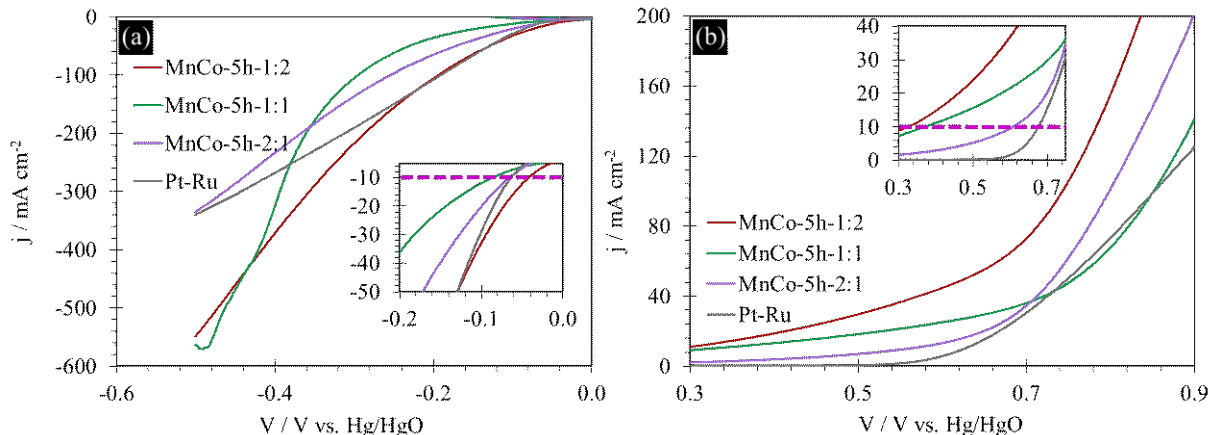 (a)
0
-100
-200
-300
-400
-500
-600
j / mA cm-2
MnCo-5h-1:2
MnCo-5h-1:1
MnCo-5h-2:1
Pt-Ru
-10
-20
-30
-40
-50
-0.2
-0.1
0.0
-0.6
-0.4
-0.2
0.0
V / V vs. Hg/HgO
(b)
200
160
120
80
40
0
j / mA cm-2
40
30
20
10
0
0.3
0.5
0.7
MnCo-5h-1:2
MnCo-5h-1:1
MnCo-5h-2:1
Pt-Ru
0.3
0.5
0.7
0.9
V / V vs. Hg/HgO